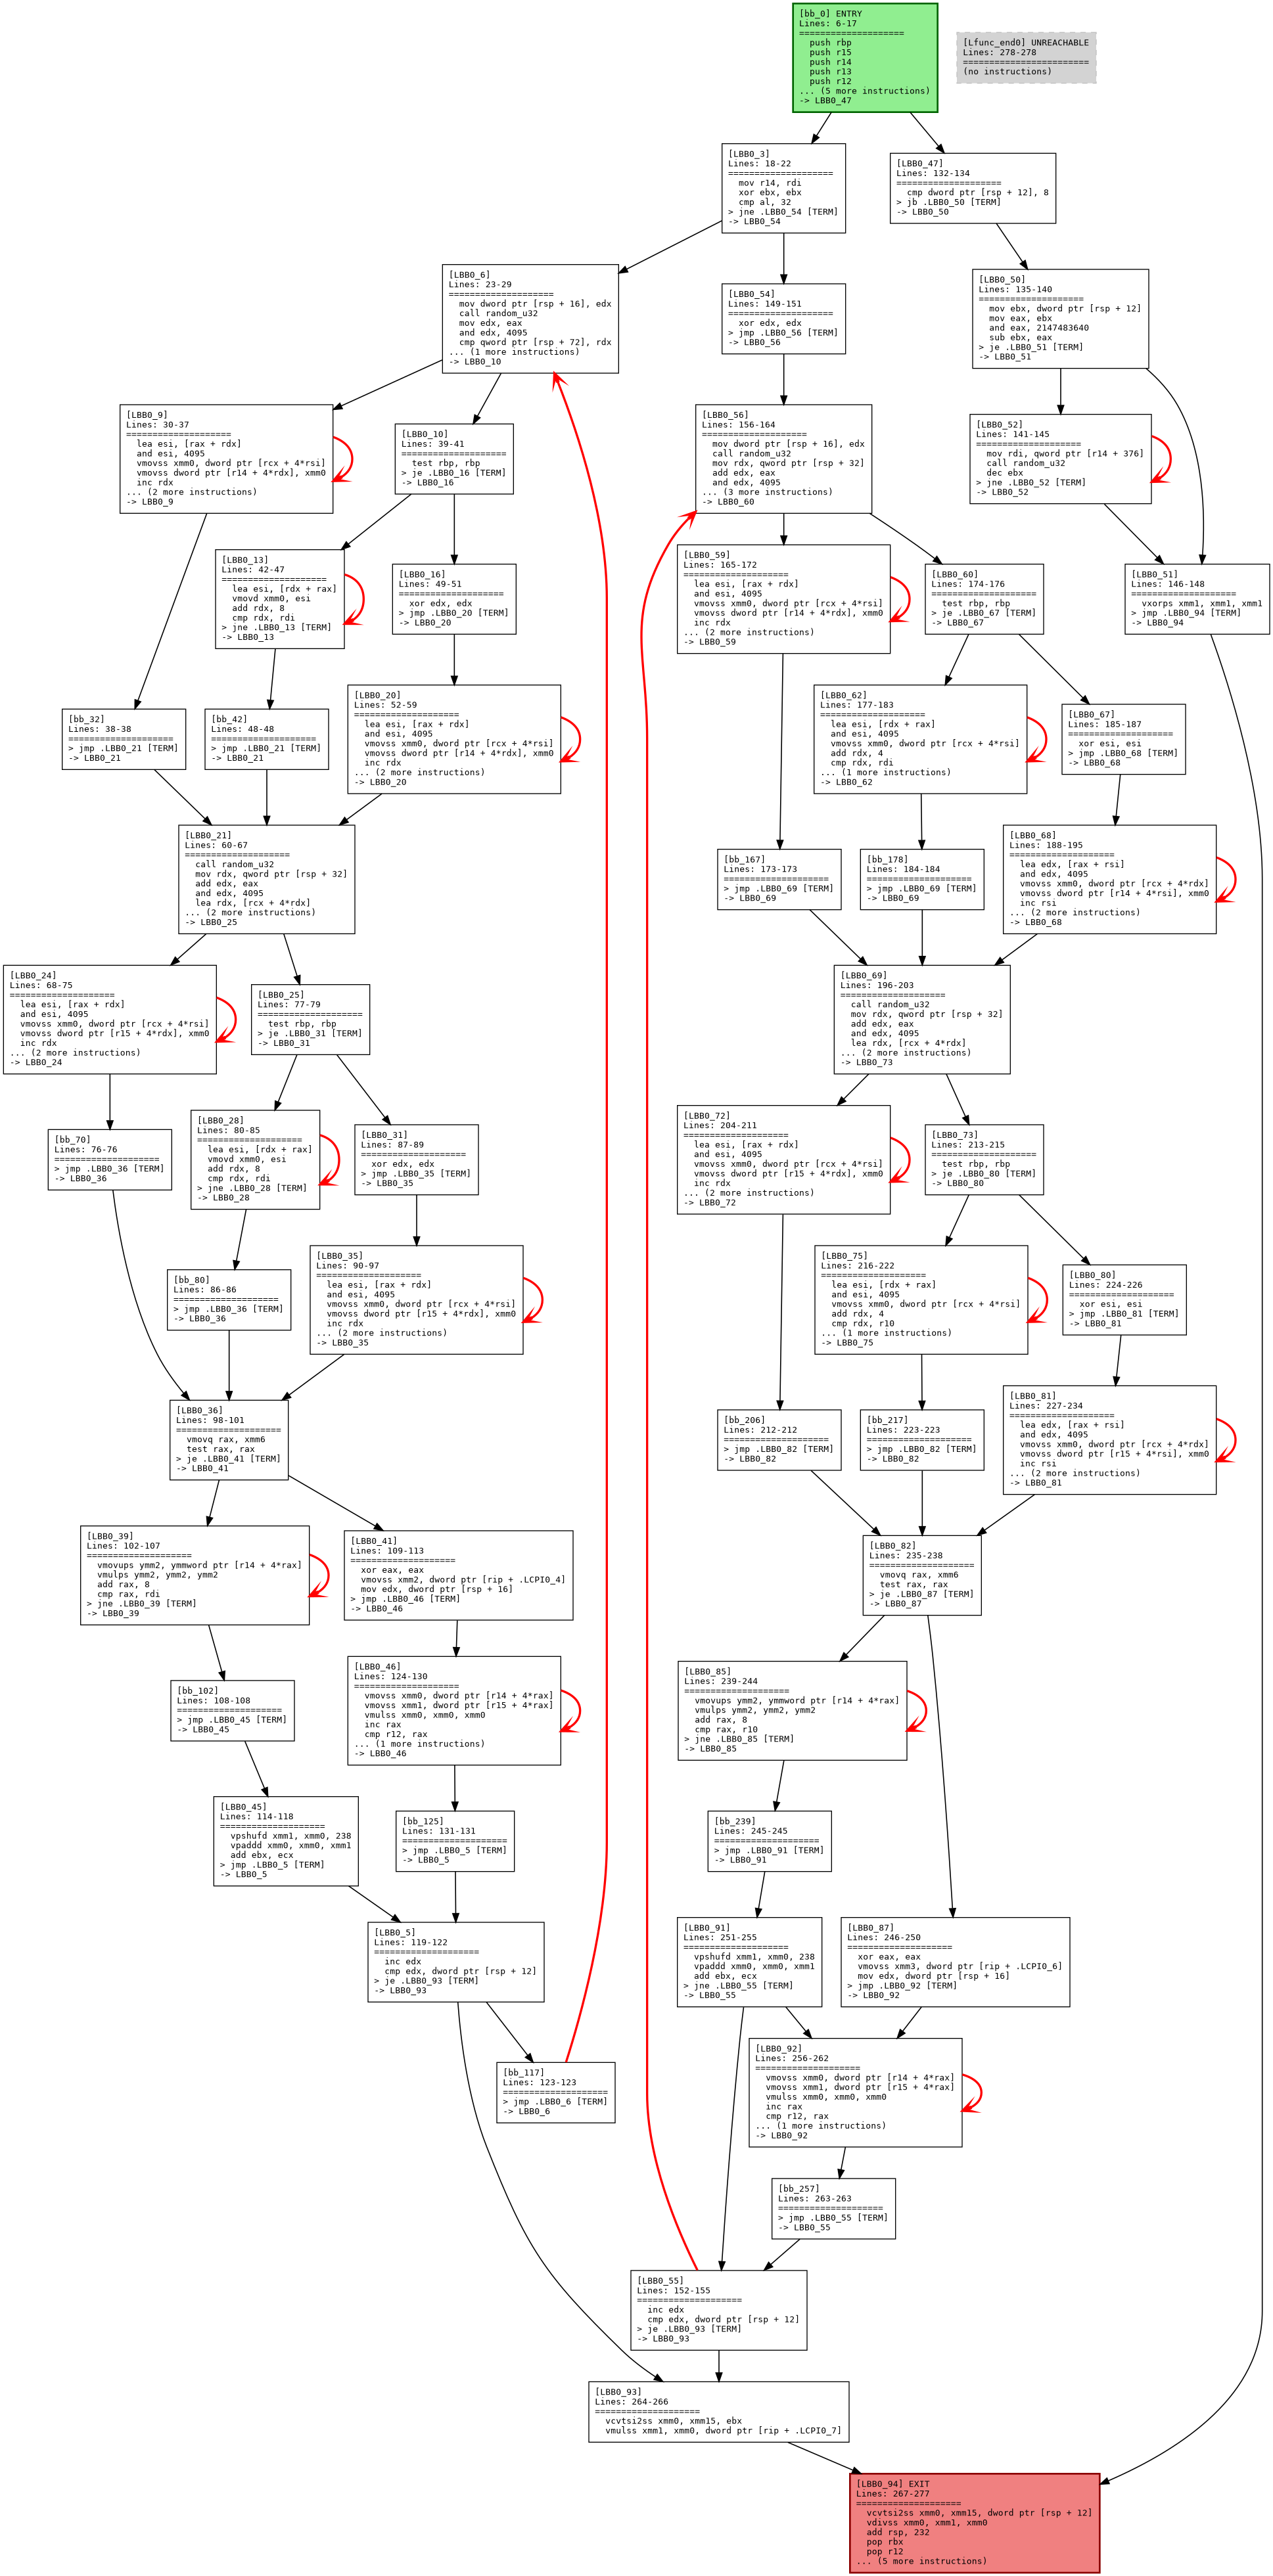 [bb_0] ENTRY
Lines: 6-17
====================
push rbp
push r15
push r14
push r13
push r12
... (5 more instructions)
-> LBB0_47
[Lfunc_end0] UNREACHABLE
Lines: 278-278
========================
(no instructions)
[LBB0_3]
Lines: 18-22
====================
mov r14, rdi
xor ebx, ebx
cmp al, 32
> jne .LBB0_54 [TERM]
-> LBB0_54
[LBB0_47]
Lines: 132-134
====================
cmp dword ptr [rsp + 12], 8
> jb .LBB0_50 [TERM]
-> LBB0_50
[LBB0_6]
Lines: 23-29
====================
mov dword ptr [rsp + 16], edx
call random_u32
mov edx, eax
and edx, 4095
cmp qword ptr [rsp + 72], rdx
... (1 more instructions)
-> LBB0_10
[LBB0_54]
Lines: 149-151
====================
xor edx, edx
> jmp .LBB0_56 [TERM]
-> LBB0_56
[LBB0_50]
Lines: 135-140
====================
mov ebx, dword ptr [rsp + 12]
mov eax, ebx
and eax, 2147483640
sub ebx, eax
> je .LBB0_51 [TERM]
-> LBB0_51
[LBB0_9]
Lines: 30-37
====================
lea esi, [rax + rdx]
and esi, 4095
vmovss xmm0, dword ptr [rcx + 4*rsi]
vmovss dword ptr [r14 + 4*rdx], xmm0
inc rdx
... (2 more instructions)
-> LBB0_9
[LBB0_10]
Lines: 39-41
====================
test rbp, rbp
> je .LBB0_16 [TERM]
-> LBB0_16
[LBB0_56]
Lines: 156-164
====================
mov dword ptr [rsp + 16], edx
call random_u32
mov rdx, qword ptr [rsp + 32]
add edx, eax
and edx, 4095
... (3 more instructions)
-> LBB0_60
[LBB0_52]
Lines: 141-145
====================
mov rdi, qword ptr [r14 + 376]
call random_u32
dec ebx
> jne .LBB0_52 [TERM]
-> LBB0_52
[LBB0_13]
Lines: 42-47
====================
lea esi, [rdx + rax]
vmovd xmm0, esi
add rdx, 8
cmp rdx, rdi
> jne .LBB0_13 [TERM]
-> LBB0_13
[LBB0_16]
Lines: 49-51
====================
xor edx, edx
> jmp .LBB0_20 [TERM]
-> LBB0_20
[LBB0_59]
Lines: 165-172
====================
lea esi, [rax + rdx]
and esi, 4095
vmovss xmm0, dword ptr [rcx + 4*rsi]
vmovss dword ptr [r14 + 4*rdx], xmm0
inc rdx
... (2 more instructions)
-> LBB0_59
[LBB0_60]
Lines: 174-176
====================
test rbp, rbp
> je .LBB0_67 [TERM]
-> LBB0_67
[LBB0_51]
Lines: 146-148
====================
vxorps xmm1, xmm1, xmm1
> jmp .LBB0_94 [TERM]
-> LBB0_94
[bb_32]
Lines: 38-38
====================
> jmp .LBB0_21 [TERM]
-> LBB0_21
[bb_42]
Lines: 48-48
====================
> jmp .LBB0_21 [TERM]
-> LBB0_21
[LBB0_20]
Lines: 52-59
====================
lea esi, [rax + rdx]
and esi, 4095
vmovss xmm0, dword ptr [rcx + 4*rsi]
vmovss dword ptr [r14 + 4*rdx], xmm0
inc rdx
... (2 more instructions)
-> LBB0_20
[LBB0_62]
Lines: 177-183
====================
lea esi, [rdx + rax]
and esi, 4095
vmovss xmm0, dword ptr [rcx + 4*rsi]
add rdx, 4
cmp rdx, rdi
... (1 more instructions)
-> LBB0_62
[LBB0_67]
Lines: 185-187
====================
xor esi, esi
> jmp .LBB0_68 [TERM]
-> LBB0_68
[LBB0_21]
Lines: 60-67
====================
call random_u32
mov rdx, qword ptr [rsp + 32]
add edx, eax
and edx, 4095
lea rdx, [rcx + 4*rdx]
... (2 more instructions)
-> LBB0_25
[bb_167]
Lines: 173-173
====================
> jmp .LBB0_69 [TERM]
-> LBB0_69
[bb_178]
Lines: 184-184
====================
> jmp .LBB0_69 [TERM]
-> LBB0_69
[LBB0_68]
Lines: 188-195
====================
lea edx, [rax + rsi]
and edx, 4095
vmovss xmm0, dword ptr [rcx + 4*rdx]
vmovss dword ptr [r14 + 4*rsi], xmm0
inc rsi
... (2 more instructions)
-> LBB0_68
[LBB0_24]
Lines: 68-75
====================
lea esi, [rax + rdx]
and esi, 4095
vmovss xmm0, dword ptr [rcx + 4*rsi]
vmovss dword ptr [r15 + 4*rdx], xmm0
inc rdx
... (2 more instructions)
-> LBB0_24
[LBB0_25]
Lines: 77-79
====================
test rbp, rbp
> je .LBB0_31 [TERM]
-> LBB0_31
[LBB0_69]
Lines: 196-203
====================
call random_u32
mov rdx, qword ptr [rsp + 32]
add edx, eax
and edx, 4095
lea rdx, [rcx + 4*rdx]
... (2 more instructions)
-> LBB0_73
[bb_70]
Lines: 76-76
====================
> jmp .LBB0_36 [TERM]
-> LBB0_36
[LBB0_28]
Lines: 80-85
====================
lea esi, [rdx + rax]
vmovd xmm0, esi
add rdx, 8
cmp rdx, rdi
> jne .LBB0_28 [TERM]
-> LBB0_28
[LBB0_31]
Lines: 87-89
====================
xor edx, edx
> jmp .LBB0_35 [TERM]
-> LBB0_35
[LBB0_72]
Lines: 204-211
====================
lea esi, [rax + rdx]
and esi, 4095
vmovss xmm0, dword ptr [rcx + 4*rsi]
vmovss dword ptr [r15 + 4*rdx], xmm0
inc rdx
... (2 more instructions)
-> LBB0_72
[LBB0_73]
Lines: 213-215
====================
test rbp, rbp
> je .LBB0_80 [TERM]
-> LBB0_80
[bb_80]
Lines: 86-86
====================
> jmp .LBB0_36 [TERM]
-> LBB0_36
[LBB0_35]
Lines: 90-97
====================
lea esi, [rax + rdx]
and esi, 4095
vmovss xmm0, dword ptr [rcx + 4*rsi]
vmovss dword ptr [r15 + 4*rdx], xmm0
inc rdx
... (2 more instructions)
-> LBB0_35
[LBB0_75]
Lines: 216-222
====================
lea esi, [rdx + rax]
and esi, 4095
vmovss xmm0, dword ptr [rcx + 4*rsi]
add rdx, 4
cmp rdx, r10
... (1 more instructions)
-> LBB0_75
[LBB0_80]
Lines: 224-226
====================
xor esi, esi
> jmp .LBB0_81 [TERM]
-> LBB0_81
[LBB0_36]
Lines: 98-101
====================
vmovq rax, xmm6
test rax, rax
> je .LBB0_41 [TERM]
-> LBB0_41
[bb_206]
Lines: 212-212
====================
> jmp .LBB0_82 [TERM]
-> LBB0_82
[bb_217]
Lines: 223-223
====================
> jmp .LBB0_82 [TERM]
-> LBB0_82
[LBB0_81]
Lines: 227-234
====================
lea edx, [rax + rsi]
and edx, 4095
vmovss xmm0, dword ptr [rcx + 4*rdx]
vmovss dword ptr [r15 + 4*rsi], xmm0
inc rsi
... (2 more instructions)
-> LBB0_81
[LBB0_39]
Lines: 102-107
====================
vmovups ymm2, ymmword ptr [r14 + 4*rax]
vmulps ymm2, ymm2, ymm2
add rax, 8
cmp rax, rdi
> jne .LBB0_39 [TERM]
-> LBB0_39
[LBB0_41]
Lines: 109-113
====================
xor eax, eax
vmovss xmm2, dword ptr [rip + .LCPI0_4]
mov edx, dword ptr [rsp + 16]
> jmp .LBB0_46 [TERM]
-> LBB0_46
[LBB0_82]
Lines: 235-238
====================
vmovq rax, xmm6
test rax, rax
> je .LBB0_87 [TERM]
-> LBB0_87
[bb_102]
Lines: 108-108
====================
> jmp .LBB0_45 [TERM]
-> LBB0_45
[LBB0_46]
Lines: 124-130
====================
vmovss xmm0, dword ptr [r14 + 4*rax]
vmovss xmm1, dword ptr [r15 + 4*rax]
vmulss xmm0, xmm0, xmm0
inc rax
cmp r12, rax
... (1 more instructions)
-> LBB0_46
[LBB0_85]
Lines: 239-244
====================
vmovups ymm2, ymmword ptr [r14 + 4*rax]
vmulps ymm2, ymm2, ymm2
add rax, 8
cmp rax, r10
> jne .LBB0_85 [TERM]
-> LBB0_85
[LBB0_45]
Lines: 114-118
====================
vpshufd xmm1, xmm0, 238
vpaddd xmm0, xmm0, xmm1
add ebx, ecx
> jmp .LBB0_5 [TERM]
-> LBB0_5
[bb_125]
Lines: 131-131
====================
> jmp .LBB0_5 [TERM]
-> LBB0_5
[bb_239]
Lines: 245-245
====================
> jmp .LBB0_91 [TERM]
-> LBB0_91
[LBB0_5]
Lines: 119-122
====================
inc edx
cmp edx, dword ptr [rsp + 12]
> je .LBB0_93 [TERM]
-> LBB0_93
[LBB0_91]
Lines: 251-255
====================
vpshufd xmm1, xmm0, 238
vpaddd xmm0, xmm0, xmm1
add ebx, ecx
> jne .LBB0_55 [TERM]
-> LBB0_55
[LBB0_87]
Lines: 246-250
====================
xor eax, eax
vmovss xmm3, dword ptr [rip + .LCPI0_6]
mov edx, dword ptr [rsp + 16]
> jmp .LBB0_92 [TERM]
-> LBB0_92
[bb_117]
Lines: 123-123
====================
> jmp .LBB0_6 [TERM]
-> LBB0_6
[LBB0_92]
Lines: 256-262
====================
vmovss xmm0, dword ptr [r14 + 4*rax]
vmovss xmm1, dword ptr [r15 + 4*rax]
vmulss xmm0, xmm0, xmm0
inc rax
cmp r12, rax
... (1 more instructions)
-> LBB0_92
[bb_257]
Lines: 263-263
====================
> jmp .LBB0_55 [TERM]
-> LBB0_55
[LBB0_55]
Lines: 152-155
====================
inc edx
cmp edx, dword ptr [rsp + 12]
> je .LBB0_93 [TERM]
-> LBB0_93
[LBB0_93]
Lines: 264-266
====================
vcvtsi2ss xmm0, xmm15, ebx
vmulss xmm1, xmm0, dword ptr [rip + .LCPI0_7]
[LBB0_94] EXIT
Lines: 267-277
====================
vcvtsi2ss xmm0, xmm15, dword ptr [rsp + 12]
vdivss xmm0, xmm1, xmm0
add rsp, 232
pop rbx
pop r12
... (5 more instructions)